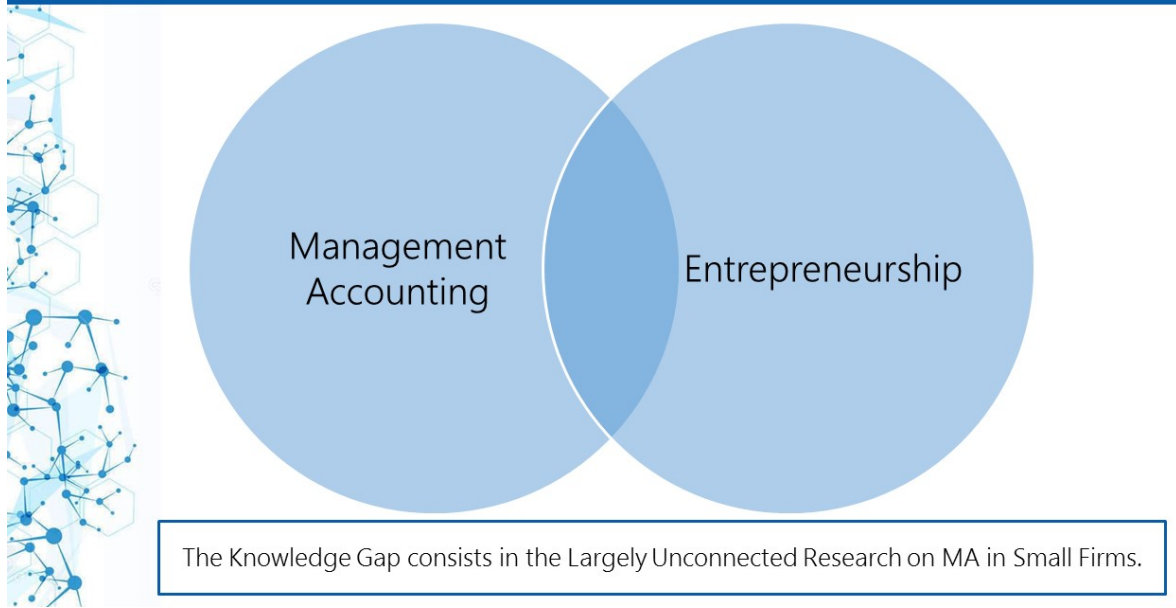 Management
Accounting
Entrepreneurship
The Knowledge Gap consists in the Largely Unconnected Research on MA in Small Firms.